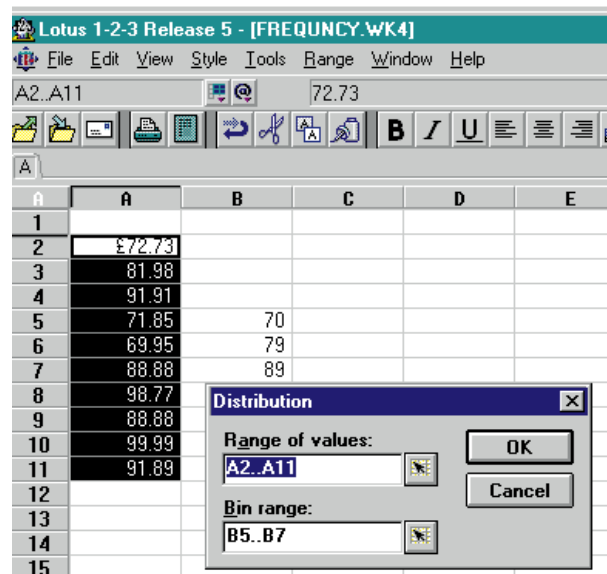 Lotus 1-2-3 Release 5 - [FREQUNCY.WK4]
File Edit View Style Tools Range Window Help
A2..A11 @ 72.73
B I U
A
A A B C D E
1
2 £72.73
3 81.98
4 91.91
5 71.85 70
6 69.95 79
7 88.88 89
8 98.77
9 88.88
10 99.99
11 91.89
12
13
14
15
Distribution
Range of values:
A2..A11
Bin range:
B5..B7
OK
Cancel